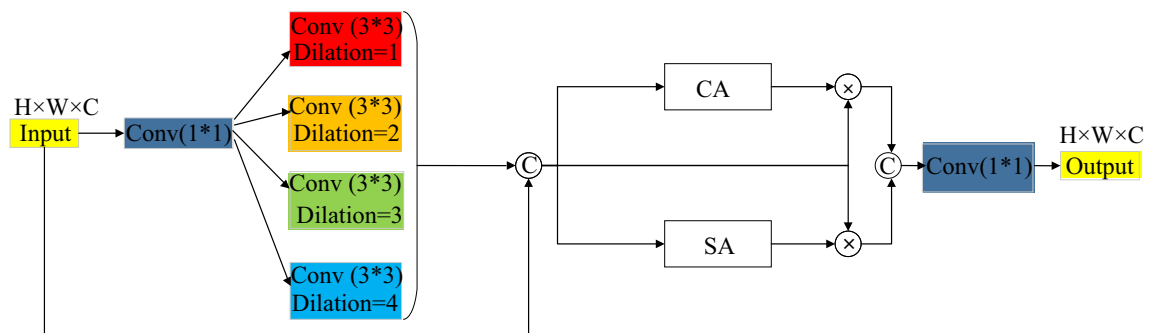 H×W×C
Input
Conv(1*1)
Conv (3*3)
Dilation=1
Conv (3*3)
Dilation=2
Conv (3*3)
Dilation=3
Conv (3*3)
Dilation=4
C
CA
SA
×
×
C
Conv(1*1)
H×W×C
Output